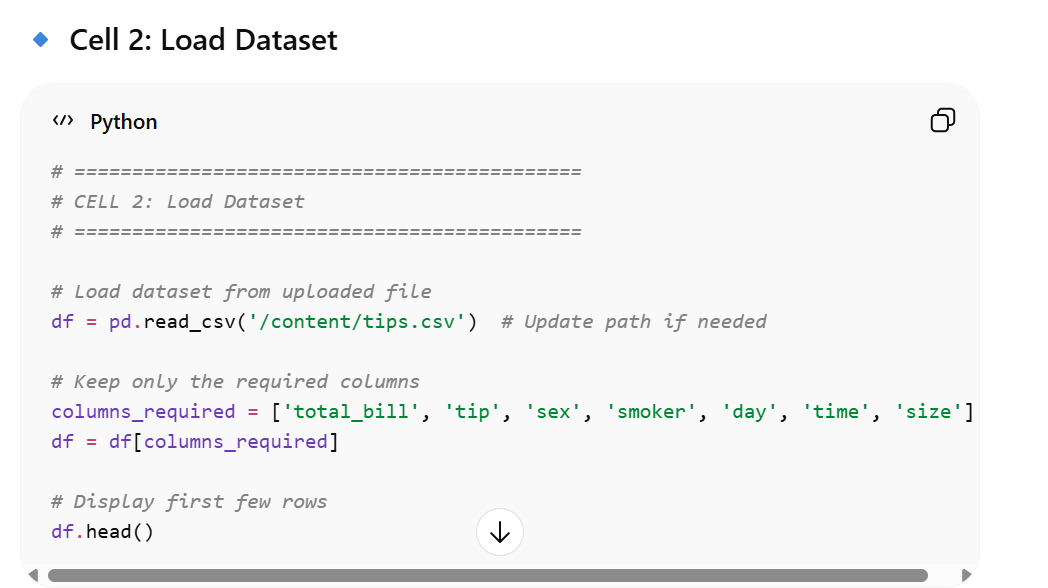 Cell 2: Load Dataset
Python
# ============================================
# CELL 2: Load Dataset
# ============================================
# Load dataset from uploaded file
df = pd.read_csv('/content/tips.csv')  # Update path if needed
# Keep only the required columns
columns_required = ['total_bill', 'tip', 'sex', 'smoker', 'day', 'time', 'size']
df = df[columns_required]
# Display first few rows
df.head()